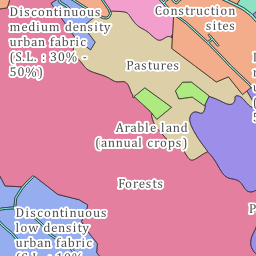 Discontinuous
medium density
urban fabric
(S.L. : 30% -
50%)
Construction
sites
Pastures
Arable land
(annual crops)
Forests
Discontinuous
low density
urban fabric